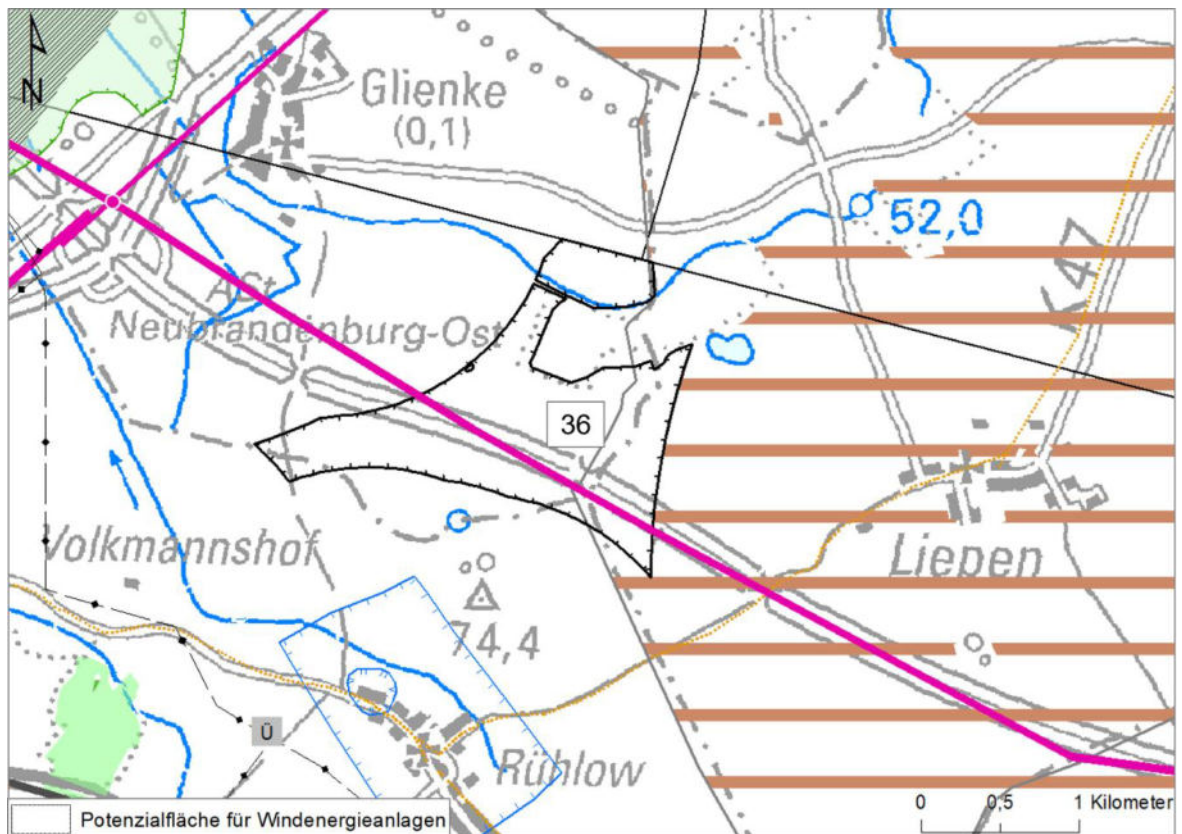 N
Glienke
(0,1)
52,0
ASt
Neubrandenburg-Ost
36
Volkmannshof
Liepen
74,4
Ü
Rühlow
0 0,5 1 Kilometer
Potenzialfläche für Windenergieanlagen